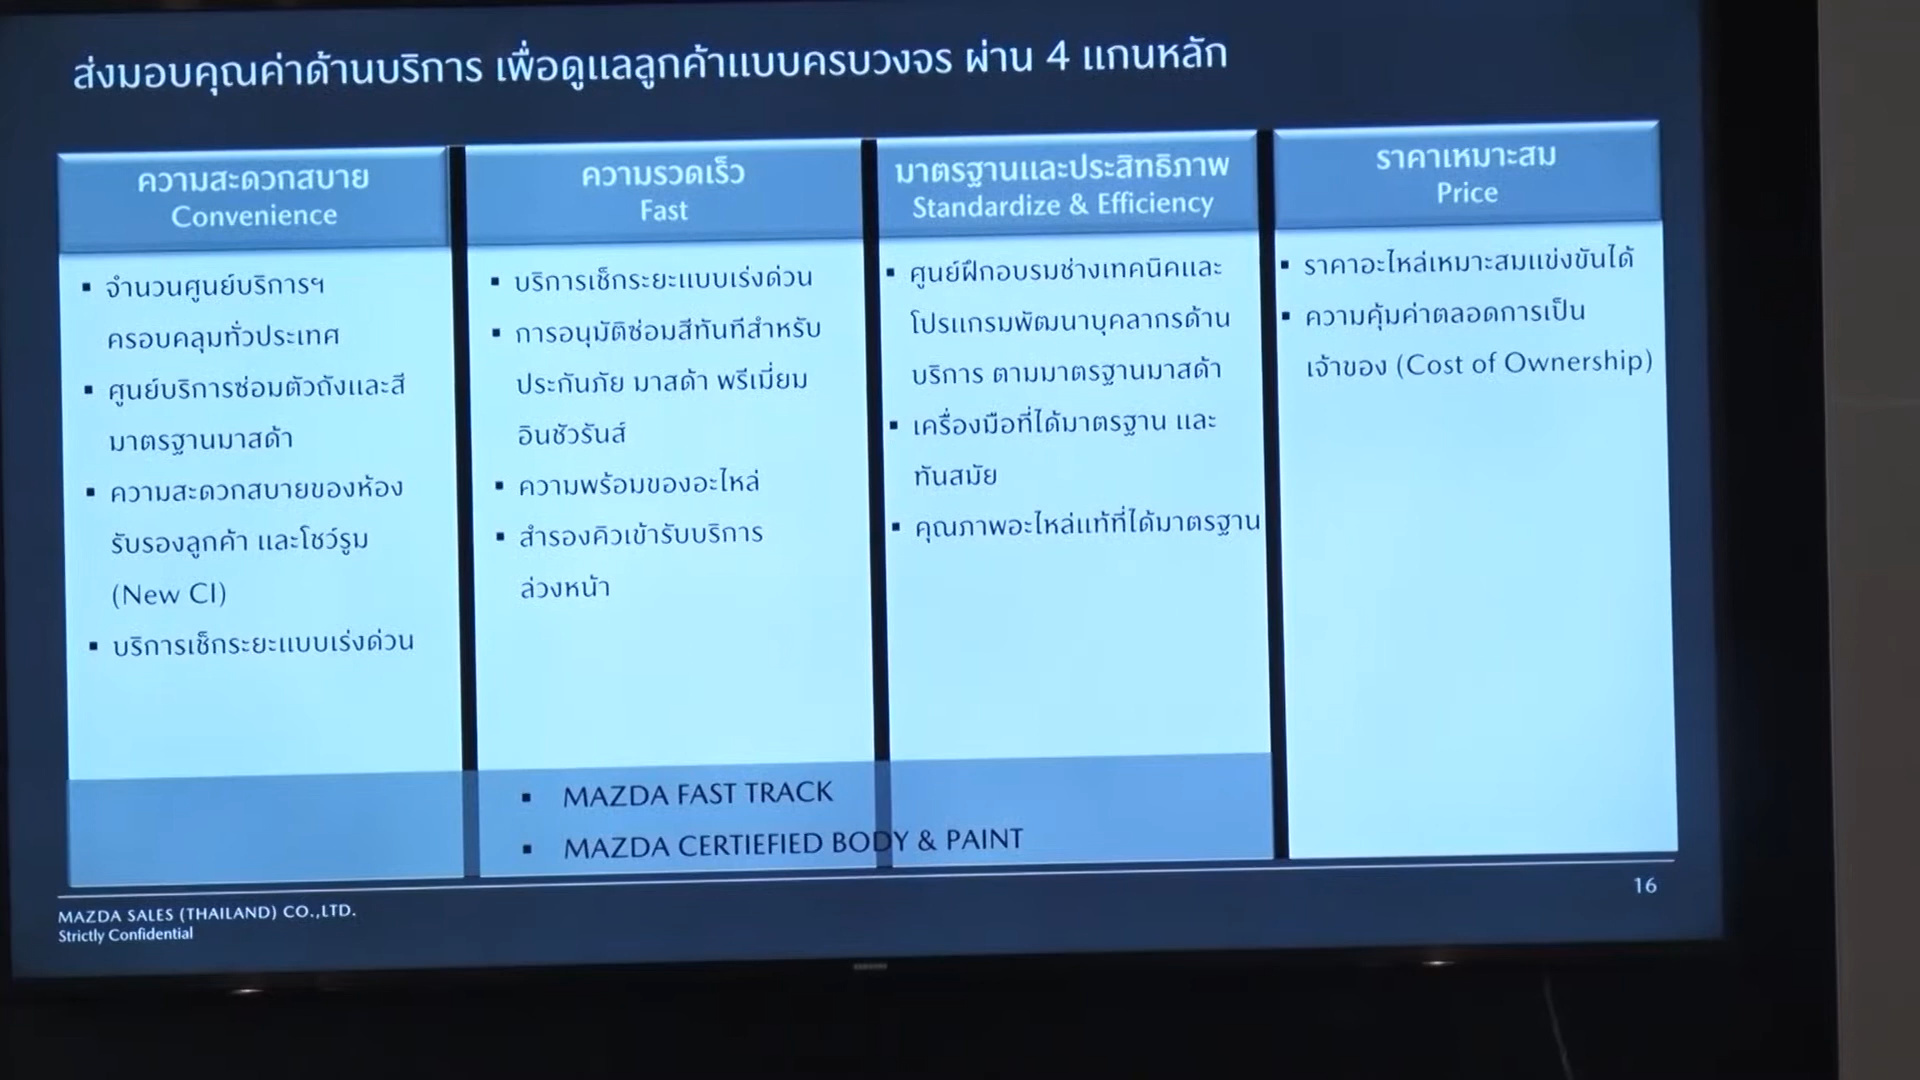 ส่งมอบคุณค่าด้านบริการ เพื่อดูแลลูกค้าแบบครบวงจร ผ่าน 4 แกนหลัก
ความสะดวกสบาย
Convenience
▪ จำนวนศูนย์บริการฯ
ครอบคลุมทั่วประเทศ
▪ ศูนย์บริการซ่อมตัวถังและสี
มาตรฐานมาสด้า
▪ ความสะดวกสบายของห้อง
รับรองลูกค้า และโชว์รูม
(New CI)
▪ บริการเช็กระยะแบบเร่งด่วน
ความรวดเร็ว
Fast
▪ บริการเช็กระยะแบบเร่งด่วน
▪ การอนุมัติซ่อมสีทันทีสำหรับ
ประกันภัย มาสด้า พรีเมี่ยม
อินชัวรันส์
▪ ความพร้อมของอะไหล่
▪ สำรองคิวเข้ารับบริการ
ล่วงหน้า
มาตรฐานและประสิทธิภาพ
Standardize & Efficiency
▪ ศูนย์ฝึกอบรมช่างเทคนิคและ
โปรแกรมพัฒนาบุคลากรด้าน
บริการ ตามมาตรฐานมาสด้า
▪ เครื่องมือที่ได้มาตรฐาน และ
ทันสมัย
▪ คุณภาพอะไหล่แท้ที่ได้มาตรฐาน
ราคาเหมาะสม
Price
▪ ราคาอะไหล่เหมาะสมแข่งขันได้
▪ ความคุ้มค่าตลอดการเป็น
เจ้าของ (Cost of Ownership)
▪ MAZDA FAST TRACK
▪ MAZDA CERTIEFIED BODY & PAINT
MAZDA SALES (THAILAND) CO.,LTD.
Strictly Confidential
16
SAMSUNG